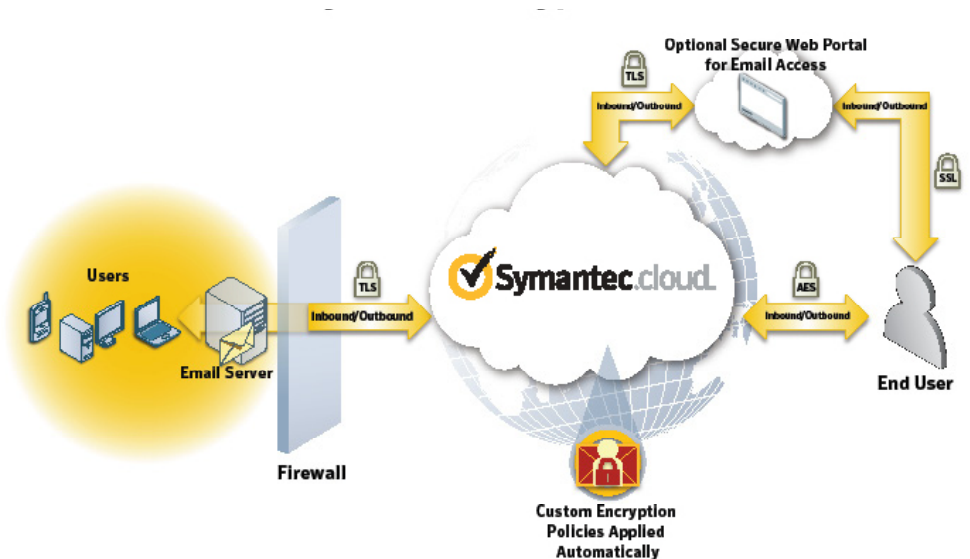 Optional Secure Web Portal
for Email Access
TLS
Inbound/Outbound
Inbound/Outbound
SSL
Users
TLS
Inbound/Outbound
Email Server
Symantec.cloud.
AES
Inbound/Outbound
End User
Firewall
Custom Encryption
Policies Applied
Automatically